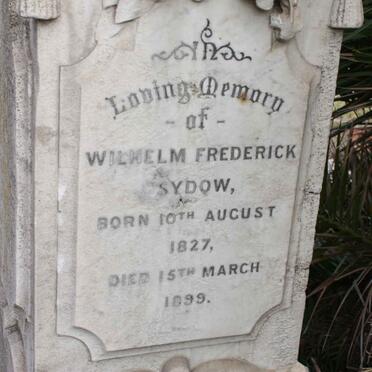 In
Loving Memory
- of -
WILHELM FREDERICK
SYDOW,
BORN 10TH AUGUST
1827,
DIED 15TH MARCH
1899.